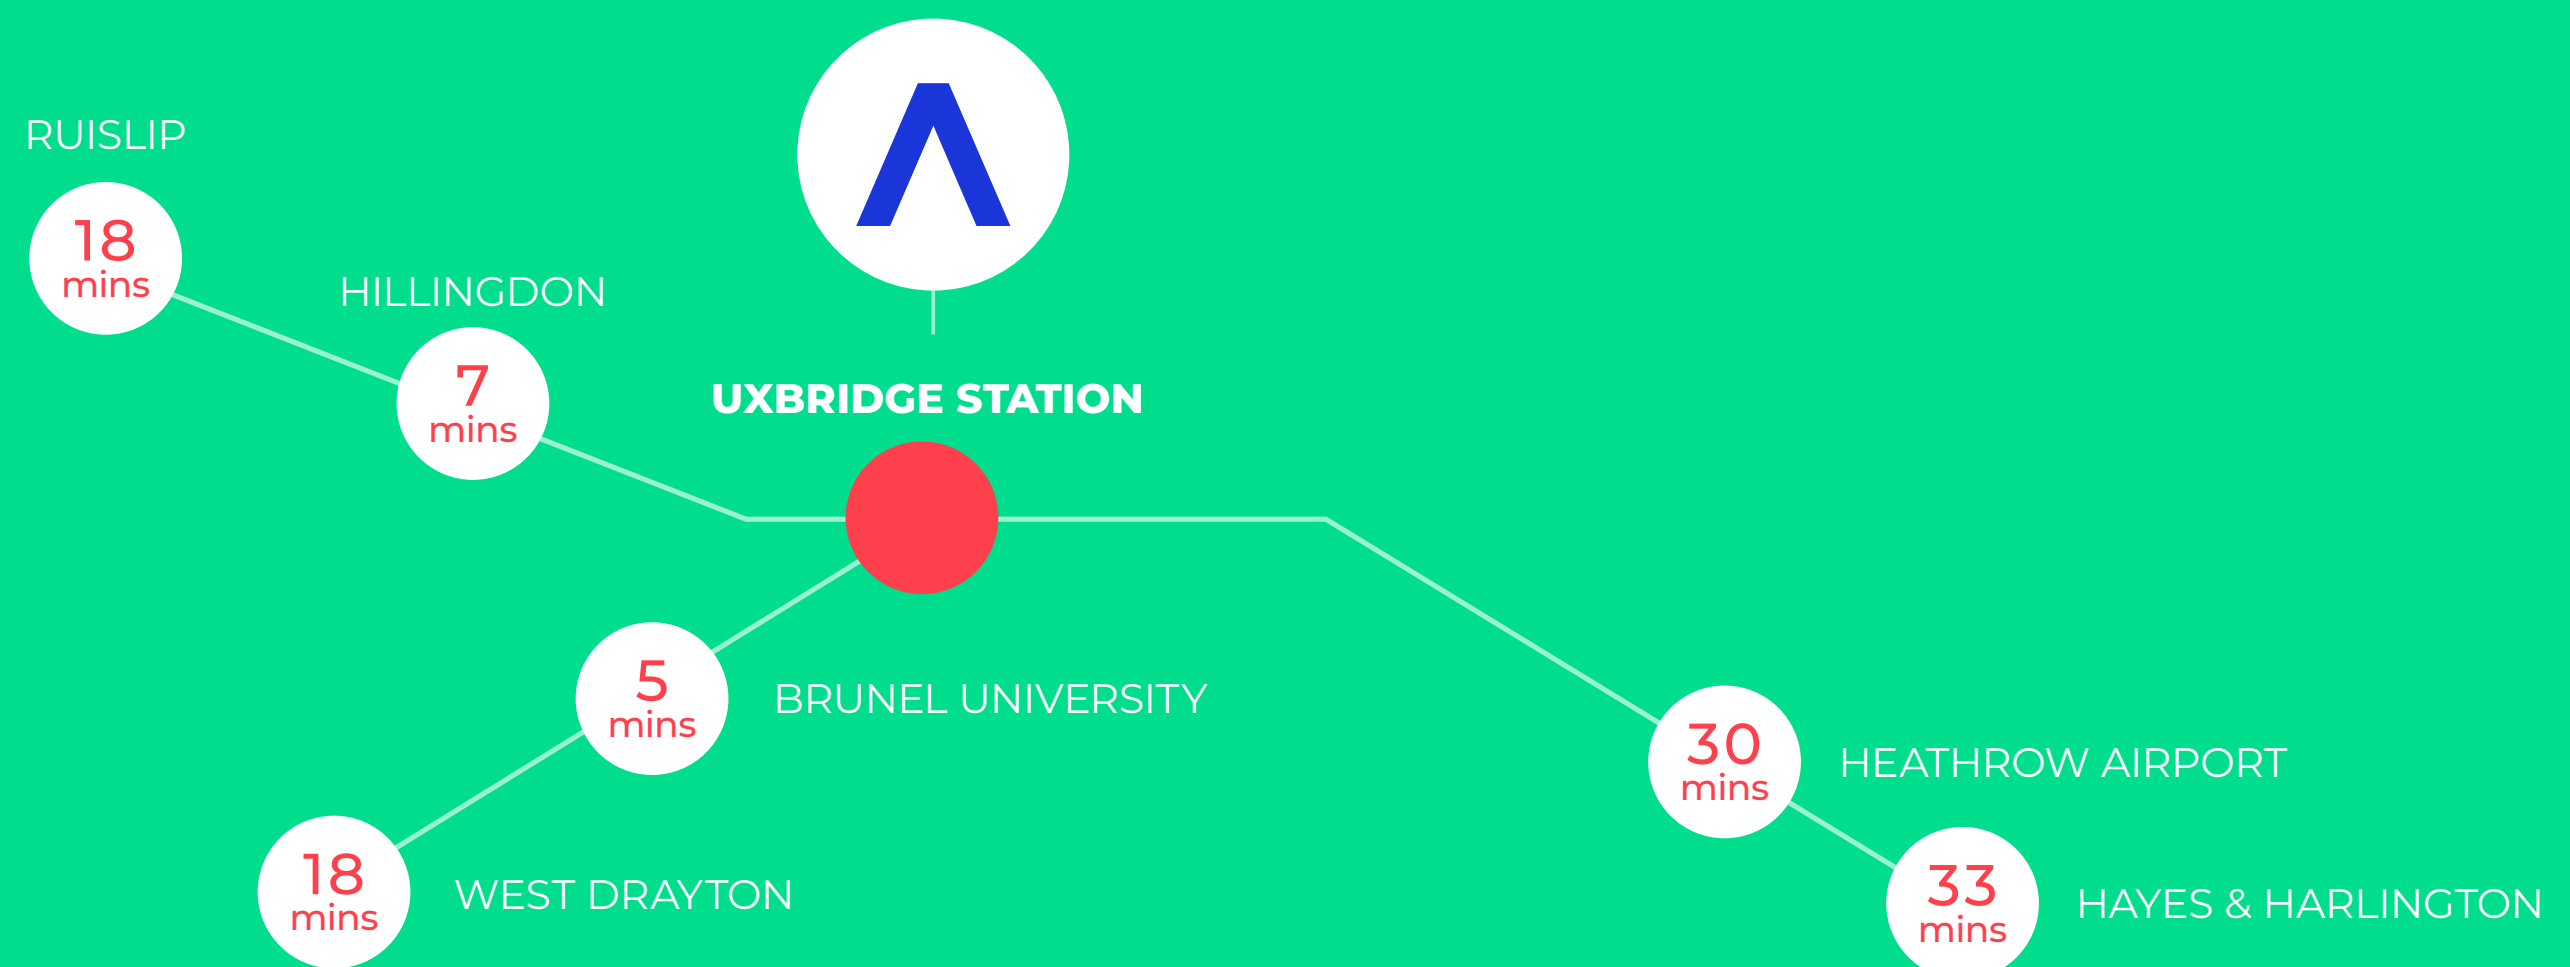 RUISLIP
18
mins
HILLINGDON
7
mins
UXBRIDGE STATION
5
mins
BRUNEL UNIVERSITY
18
mins
WEST DRAYTON
30
mins
HEATHROW AIRPORT
33
mins
HAYES & HARLINGTON